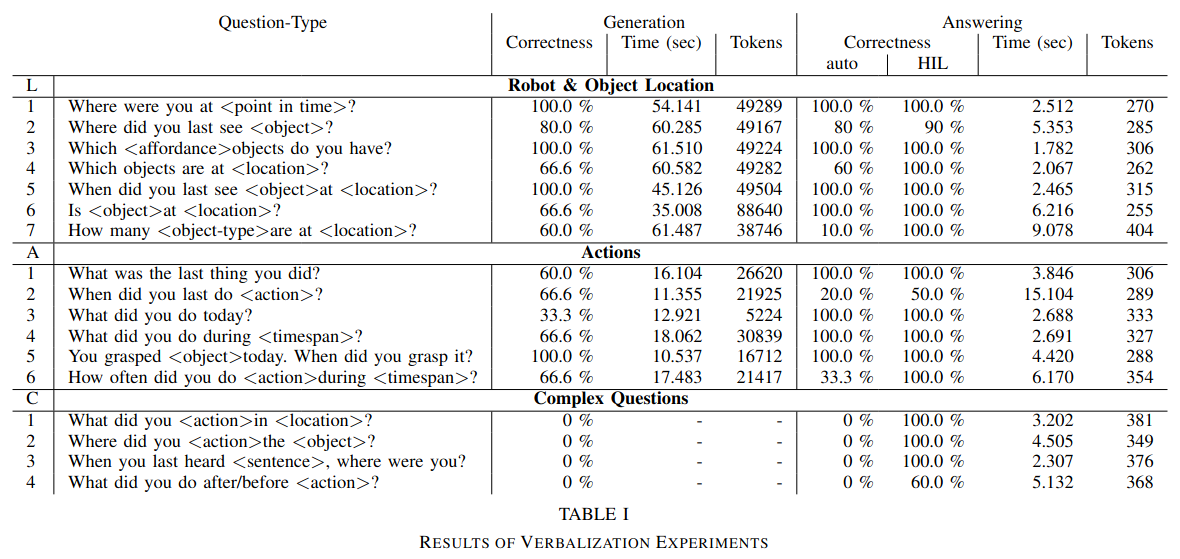 Question-Type Generation Answering
Correctness Time (sec) Tokens Correctness Time (sec) Tokens
auto HIL
L Robot & Object Location
1 Where were you at <point in time>? 100.0 % 54.141 49289 100.0 % 100.0 % 2.512 270
2 Where did you last see <object>? 80.0 % 60.285 49167 80 % 90 % 5.353 285
3 Which <affordance>objects do you have? 100.0 % 61.510 49224 100.0 % 100.0 % 1.782 306
4 Which objects are at <location>? 66.6 % 60.582 49282 60 % 100.0 % 2.067 262
5 When did you last see <object>at <location>? 100.0 % 45.126 49504 100.0 % 100.0 % 2.465 315
6 Is <object>at <location>? 66.6 % 35.008 88640 100.0 % 100.0 % 6.216 255
7 How many <object-type>are at <location>? 60.0 % 61.487 38746 10.0 % 100.0 % 9.078 404
A Actions
1 What was the last thing you did? 60.0 % 16.104 26620 100.0 % 100.0 % 3.846 306
2 When did you last do <action>? 66.6 % 11.355 21925 20.0 % 50.0 % 15.104 289
3 What did you do today? 33.3 % 12.921 5224 100.0 % 100.0 % 2.688 333
4 What did you do during <timespan>? 66.6 % 18.062 30839 100.0 % 100.0 % 2.691 327
5 You grasped <object>today. When did you grasp it? 100.0 % 10.537 16712 100.0 % 100.0 % 4.420 288
6 How often did you do <action>during <timespan>? 66.6 % 17.483 21417 33.3 % 100.0 % 6.170 354
C Complex Questions
1 What did you <action>in <location>? 0 % - - 0 % 100.0 % 3.202 381
2 Where did you <action>the <object>? 0 % - - 0 % 100.0 % 4.505 349
3 When you last heard <sentence>, where were you? 0 % - - 0 % 100.0 % 2.307 376
4 What did you do after/before <action>? 0 % - - 0 % 60.0 % 5.132 368
TABLE I
RESULTS OF VERBALIZATION EXPERIMENTS